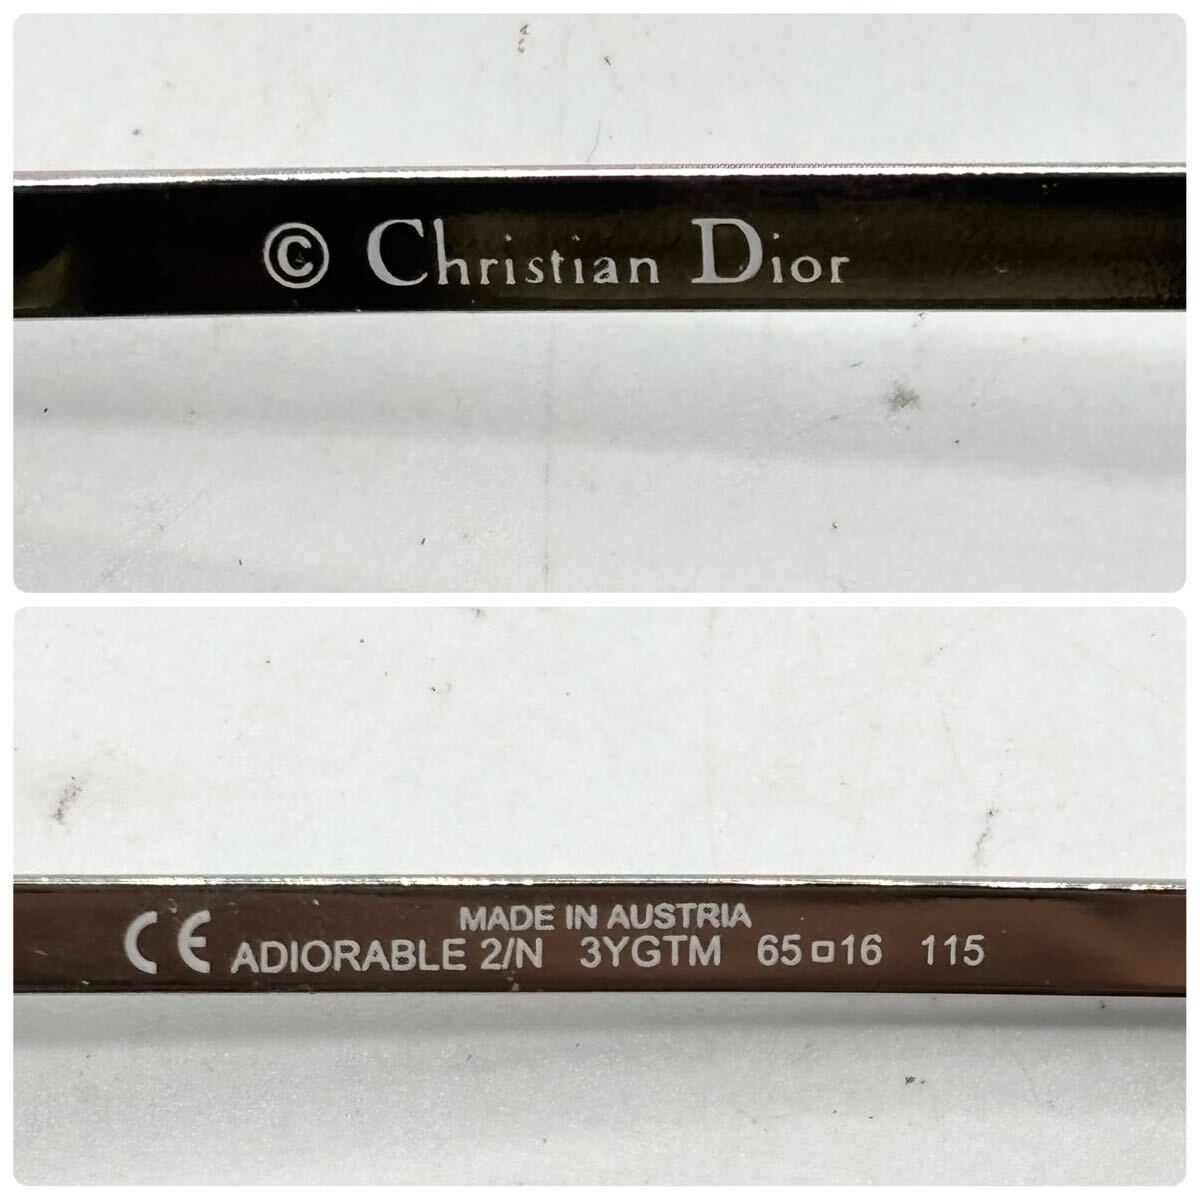 © Christian Dior
CE
MADE IN AUSTRIA
ADIORABLE 2/N 3YGTM 65□16 115